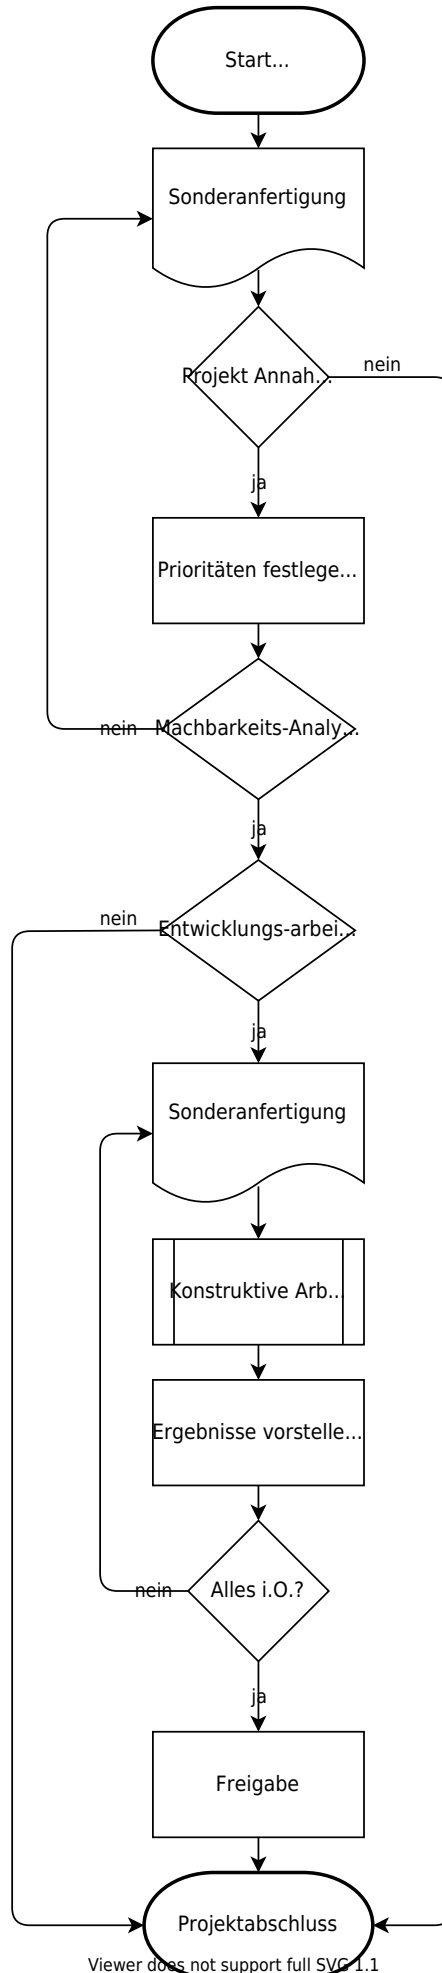 Start...
Sonderanfertigung
Projekt Annah...
nein
ja
Prioritäten festlege...
nein
Machbarkeits-Analy...
ja
nein
Entwicklungs-arbei...
ja
Sonderanfertigung
Konstruktive Arb...
Ergebnisse vorstelle...
nein
Alles i.O.?
ja
Freigabe
Projektabschluss
Viewer does not support full SVG 1.1